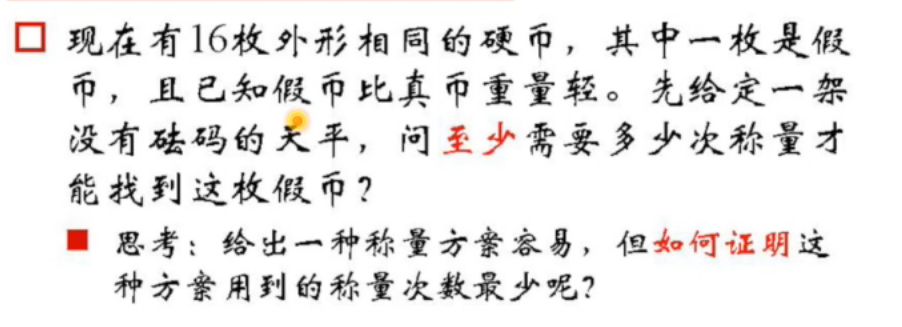 现在有16枚外形相同的硬币，其中一枚是假
币，且已知假币比真币重量轻。先给定一架
没有砝码的天平，问至少需要多少次称量才
能找到这枚假币？
思考：给出一种称量方案容易，但如何证明这
种方案用到的称量次数最少呢？